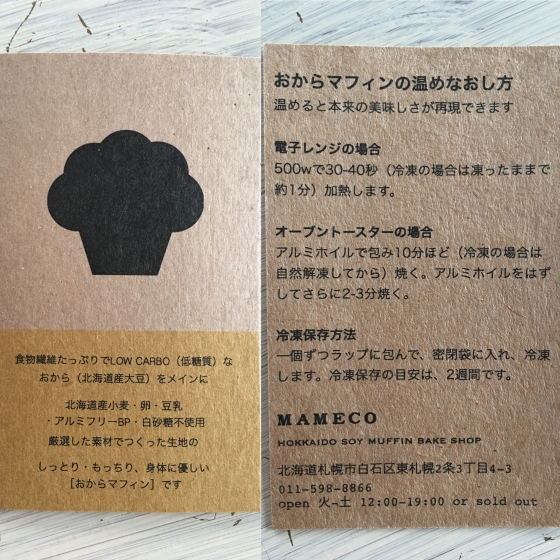 食物繊維たっぷりでLOW CARBO（低糖質）な
おから（北海道産大豆）をメインに
北海道産小麦・卵・豆乳
・アルミフリーBP・白砂糖不使用
厳選した素材でつくった生地の
しっとり・もっちり、身体に優しい
［おからマフィン］です
おからマフィンの温めなおし方
温めると本来の美味しさが再現できます
電子レンジの場合
500wで30-40秒（冷凍の場合は凍ったままで
約1分）加熱します。
オーブントースターの場合
アルミホイルで包み10分ほど（冷凍の場合は
自然解凍してから）焼く。アルミホイルをはず
してさらに2-3分焼く。
冷凍保存方法
一個ずつラップに包んで、密閉袋に入れ、冷凍
します。冷凍保存の目安は、2週間です。
MAMECO
HOKKAIDO SOY MUFFIN BAKE SHOP
北海道札幌市白石区東札幌2条3丁目4-3
011-598-8866
open 火-土 12:00-19:00 or sold out